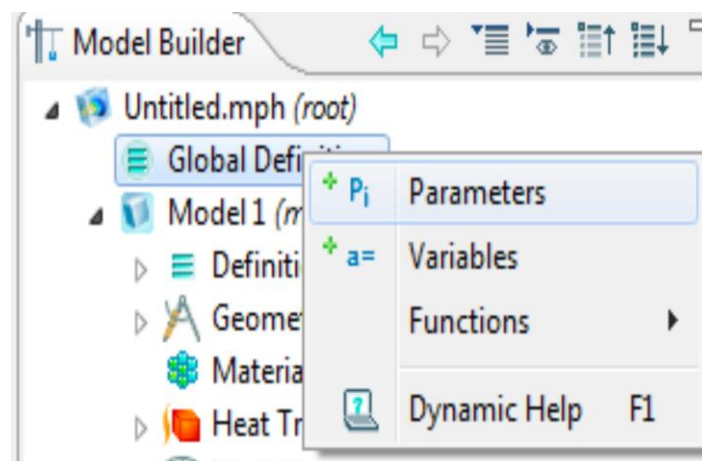 Model Builder
Untitled.mph (root)
Global Defi
Pi Parameters
Model 1 (m
a= Variables
Definiti
Geome
Functions
Materia
Heat Tr
? Dynamic Help F1